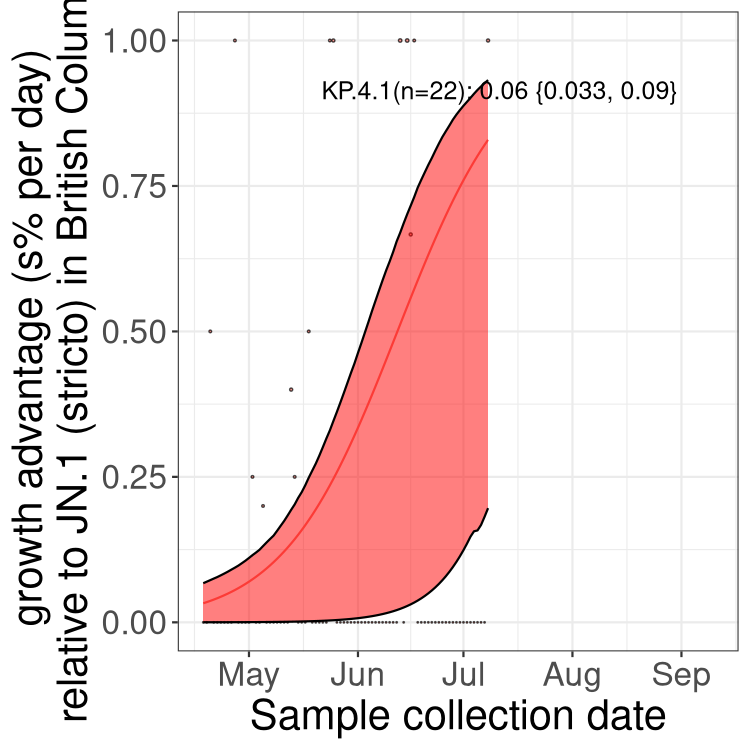 growth advantage (s% per day)
relative to JN.1 (stricto) in British Colum
1.00
0.75
0.50
0.25
0.00
KP.4.1(n=22): 0.06 {0.033, 0.09}
May Jun Jul Aug Sep
Sample collection date